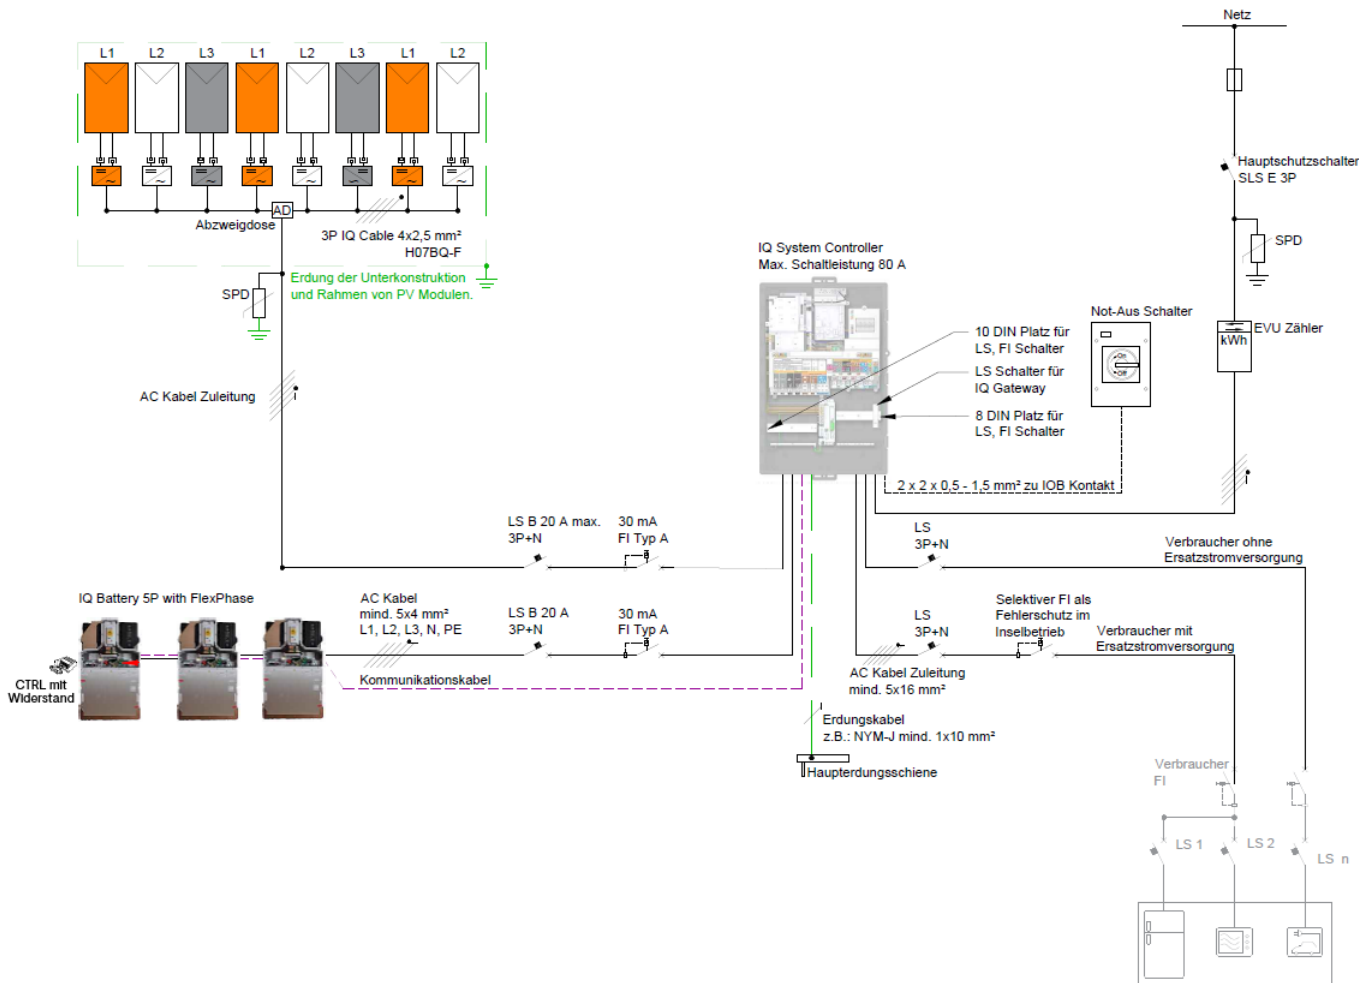 Netz
L1
L2
L3
L1
L2
L3
L1
L2
Hauptschutzschalter
SLS E 3P
AD
Abzweigdose
3P IQ Cable 4x2,5 mm²
H07BQ-F
SPD
IQ System Controller
Max. Schaltleistung 80 A
Erdung der Unterkonstruktion
und Rahmen von PV Modulen.
SPD
Not-Aus Schalter
10 DIN Platz für
LS, FI Schalter
EVU Zähler
kWh
On
Off
LS Schalter für
IQ Gateway
AC Kabel Zuleitung
8 DIN Platz für
LS, FI Schalter
2 x 2 x 0,5 - 1,5 mm² zu IOB Kontakt
LS B 20 A max.
3P+N
30 mA
FI Typ A
LS
3P+N
Verbraucher ohne
Ersatzstromversorgung
IQ Battery 5P with FlexPhase
AC Kabel
mind. 5x4 mm²
L1, L2, L3, N, PE
LS B 20 A
3P+N
30 mA
FI Typ A
LS
3P+N
Selektiver FI als
Fehlerschutz im
Inselbetrieb
Verbraucher mit
Ersatzstromversorgung
CTRL mit
Widerstand
Kommunikationskabel
AC Kabel Zuleitung
mind. 5x16 mm²
Erdungskabel
z.B.: NYM-J mind. 1x10 mm²
Haupterdungsschiene
Verbraucher
FI
LS 1
LS 2
LS n